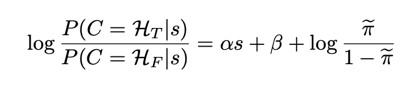 log P(C = ℋ_T|s) / P(C = ℋ_F|s) = αs + β + log π̃ / (1 − π̃)